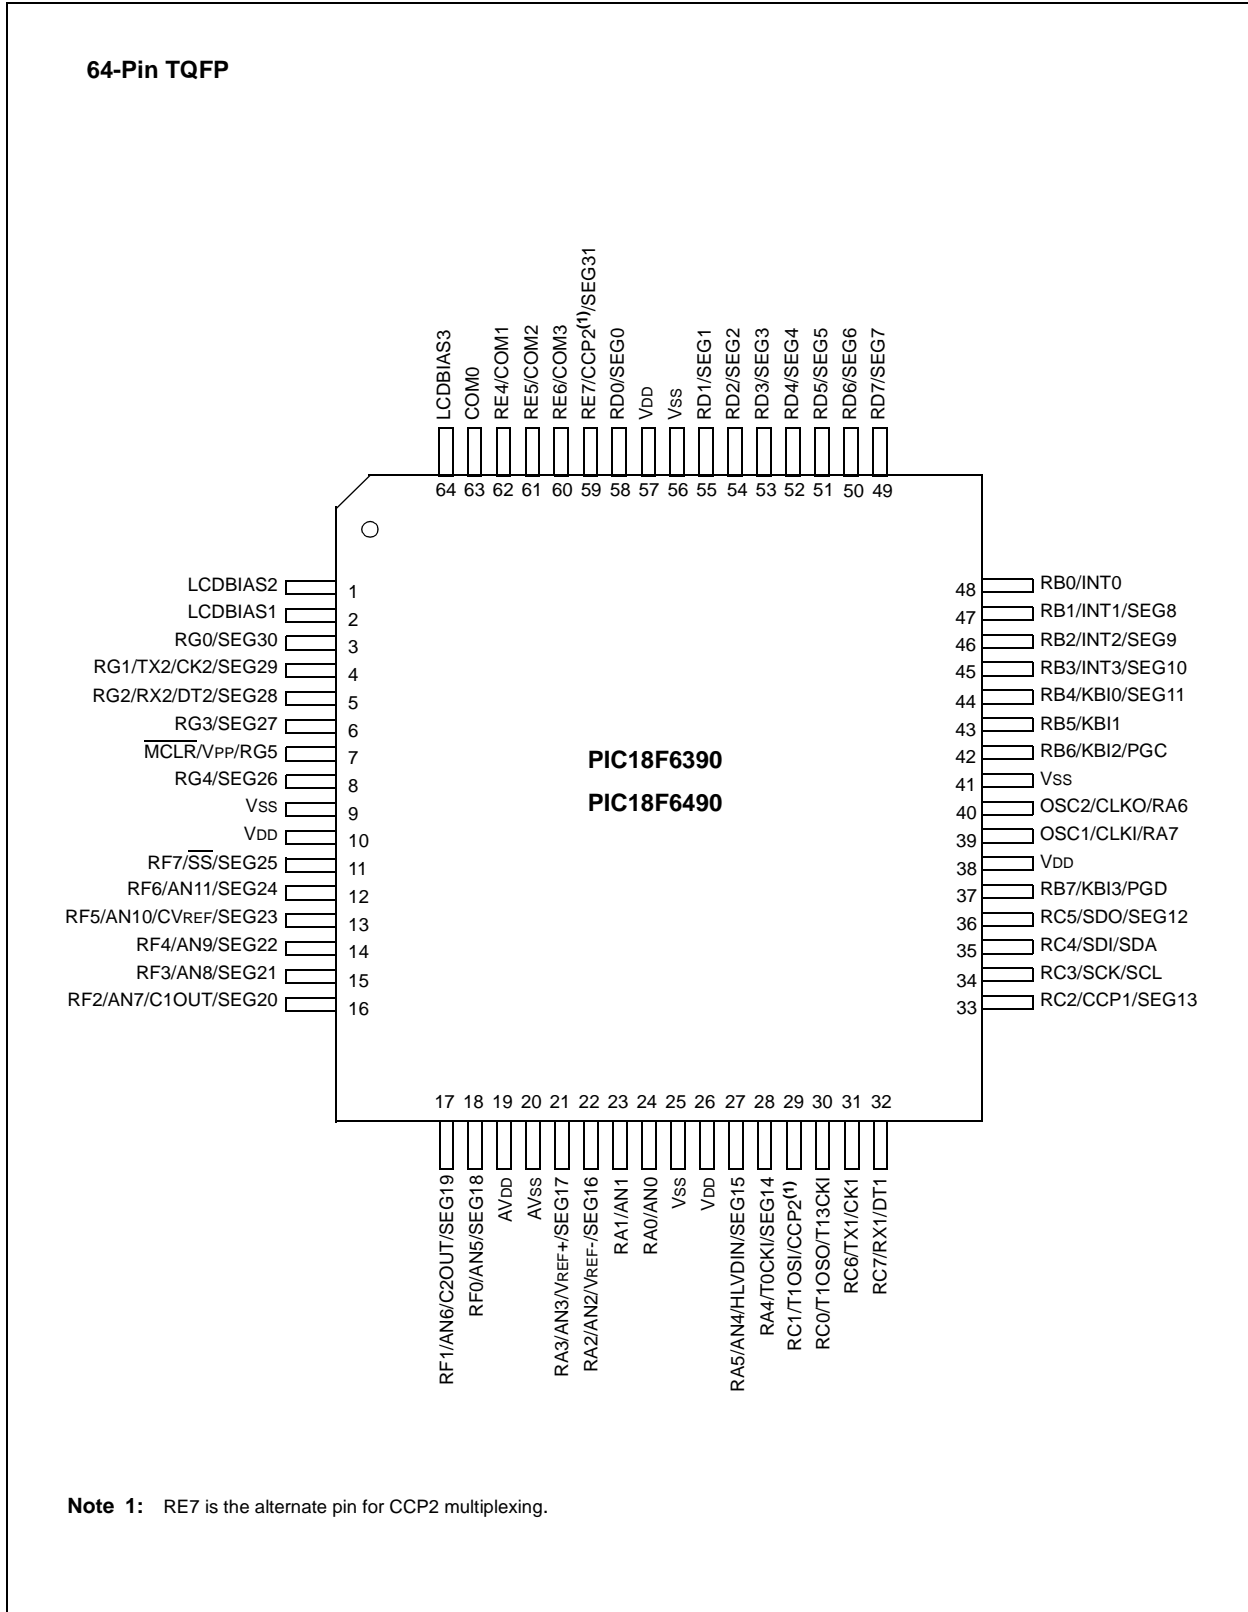 64-Pin TQFP
LCDBIAS3
COM0
RE4/COM1
RE5/COM2
RE6/COM3
RE7/CCP2(1)/SEG31
RD0/SEG0
VDD
VSS
RD1/SEG1
RD2/SEG2
RD3/SEG3
RD4/SEG4
RD5/SEG5
RD6/SEG6
RD7/SEG7
64 63 62 61 60 59 58 57 56 55 54 53 52 51 50 49
LCDBIAS2 1
LCDBIAS1 2
RG0/SEG30 3
RG1/TX2/CK2/SEG29 4
RG2/RX2/DT2/SEG28 5
RG3/SEG27 6
MCLR/VPP/RG5 7
RG4/SEG26 8
VSS 9
VDD 10
RF7/SS/SEG25 11
RF6/AN11/SEG24 12
RF5/AN10/CVREF/SEG23 13
RF4/AN9/SEG22 14
RF3/AN8/SEG21 15
RF2/AN7/C1OUT/SEG20 16
PIC18F6390
PIC18F6490
48 RB0/INT0
47 RB1/INT1/SEG8
46 RB2/INT2/SEG9
45 RB3/INT3/SEG10
44 RB4/KBI0/SEG11
43 RB5/KBI1
42 RB6/KBI2/PGC
41 VSS
40 OSC2/CLKO/RA6
39 OSC1/CLKI/RA7
38 VDD
37 RB7/KBI3/PGD
36 RC5/SDO/SEG12
35 RC4/SDI/SDA
34 RC3/SCK/SCL
33 RC2/CCP1/SEG13
17 18 19 20 21 22 23 24 25 26 27 28 29 30 31 32
RF1/AN6/C2OUT/SEG19
RF0/AN5/SEG18
AVDD
AVSS
RA3/AN3/VREF+/SEG17
RA2/AN2/VREF-/SEG16
RA1/AN1
RA0/AN0
VSS
VDD
RA5/AN4/HLVDIN/SEG15
RA4/T0CKI/SEG14
RC1/T1OSI/CCP2(1)
RC0/T1OSO/T13CKI
RC6/TX1/CK1
RC7/RX1/DT1
Note 1: RE7 is the alternate pin for CCP2 multiplexing.